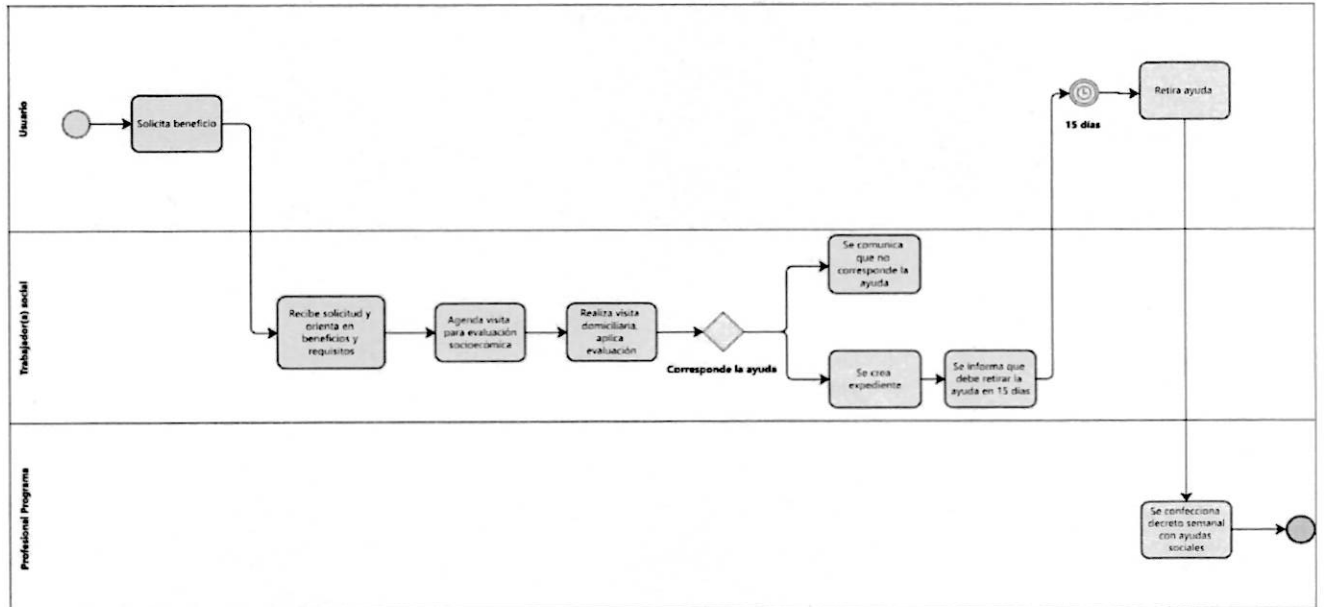 Usuario
Solicita beneficio
15 días
Retira ayuda
Trabajador(a) social
Recibe solicitud y
orienta en
beneficios y
requisitos
Agenda visita
para evaluación
socioecómica
Realiza visita
domiciliaria,
aplica
evaluación
Corresponde la ayuda
Se comunica
que no
corresponde la
ayuda
Se crea
expediente
Se informa que
debe retirar la
ayuda en 15 días
Profesional Programa
Se confecciona
decreto semanal
con ayudas
sociales